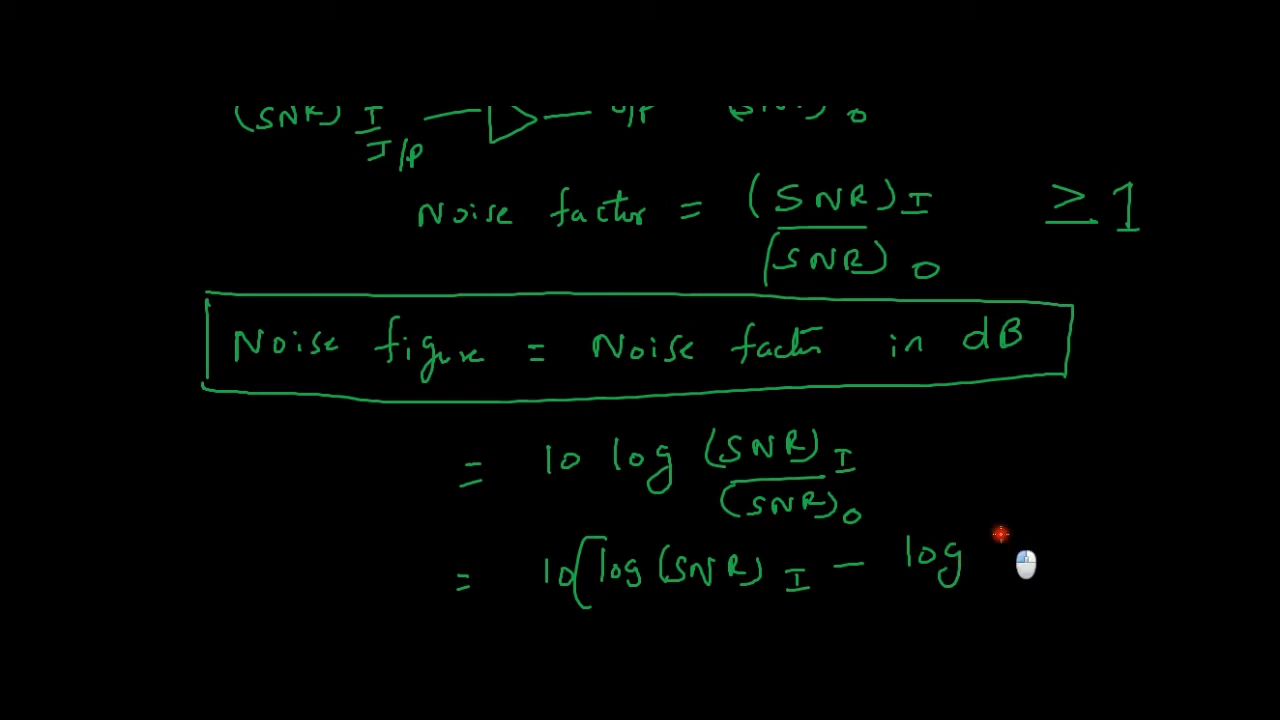 (SNR) I O/P (SNR) O
I/P
Noise factor = (SNR) I ≥ 1
(SNR) O
Noise figure = Noise factor in dB
= 10 log (SNR) I
(SNR) O
= 10[log (SNR) I - log